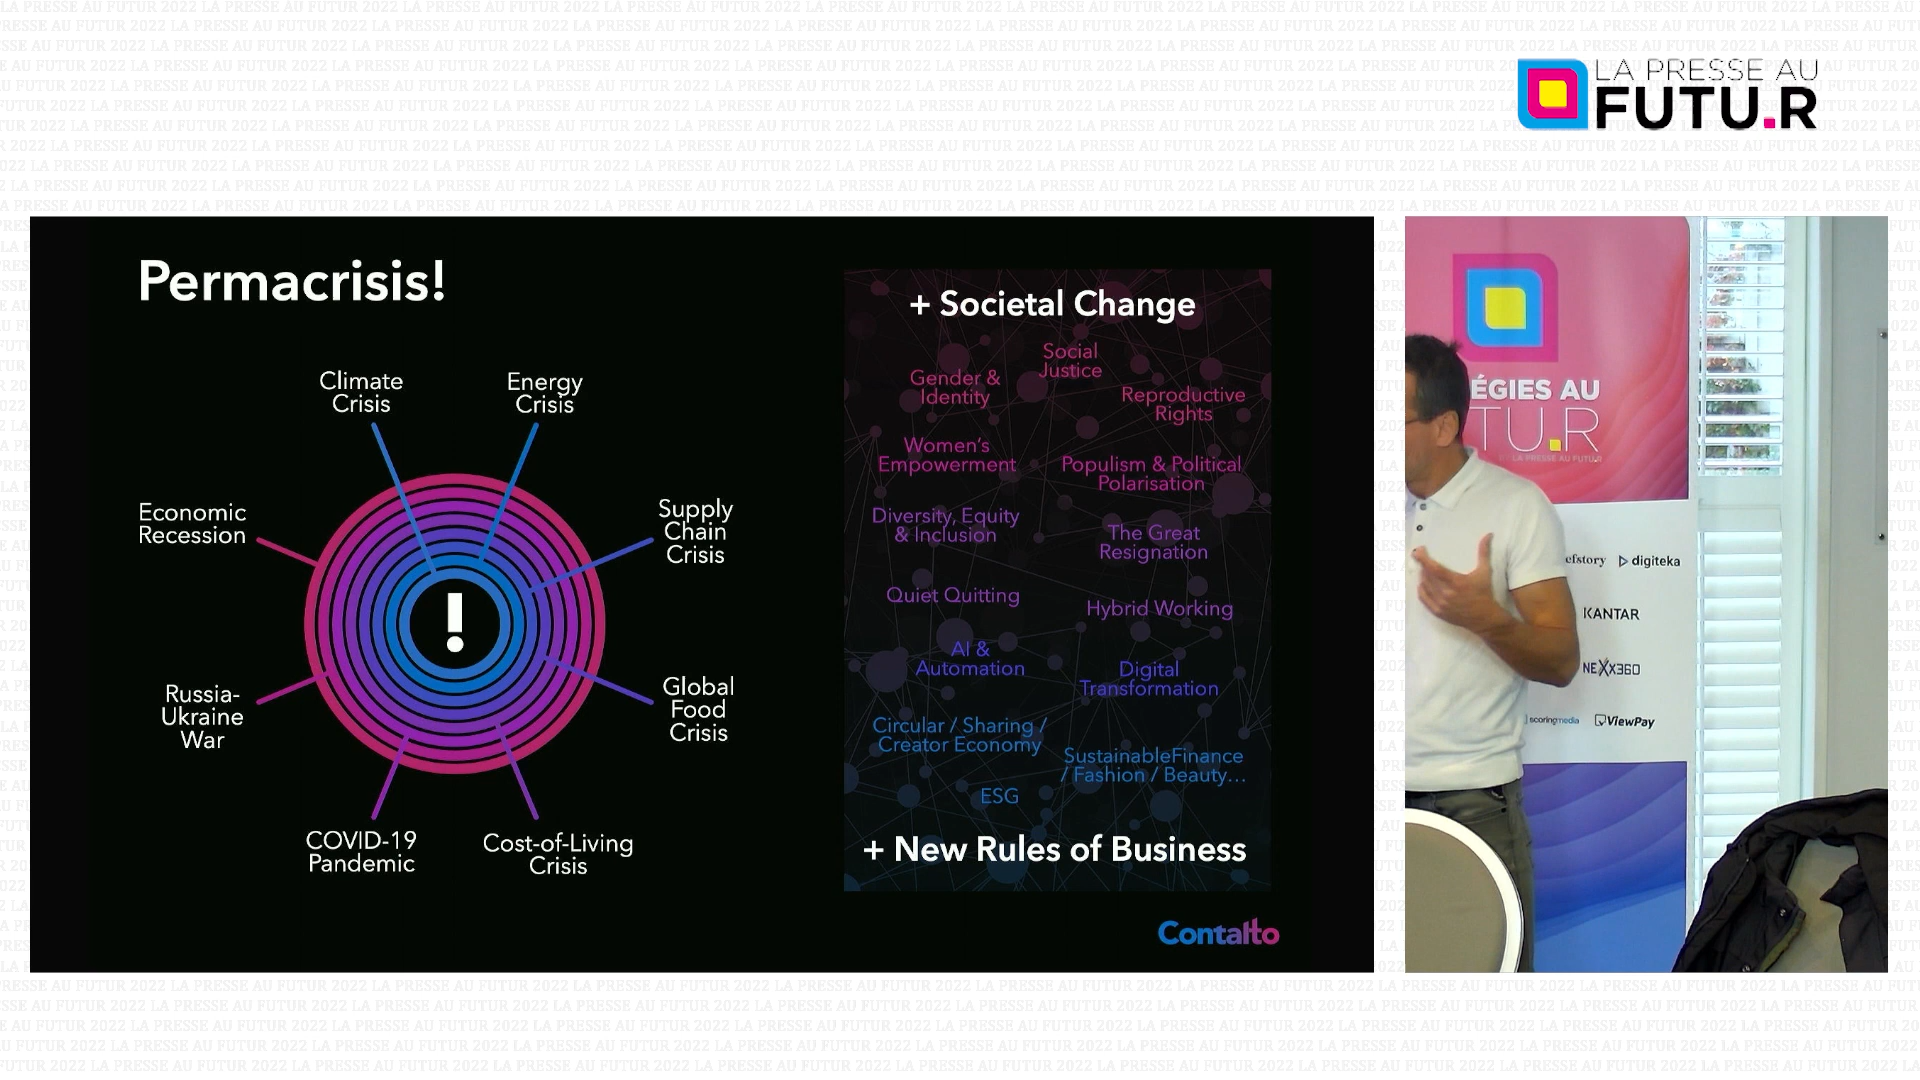 LA PRESSE AU
FUTU.R
Permacrisis!
Climate
Crisis
Energy
Crisis
Economic
Recession
Supply
Chain
Crisis
!
Russia-
Ukraine
War
Global
Food
Crisis
COVID-19
Pandemic
Cost-of-Living
Crisis
+ Societal Change
Social
Justice
Gender &
Identity
Reproductive
Rights
Women's
Empowerment
Populism & Political
Polarisation
Diversity, Equity
& Inclusion
The Great
Resignation
Quiet Quitting
Hybrid Working
AI &
Automation
Digital
Transformation
Circular / Sharing /
Creator Economy
SustainableFinance
/ Fashion / Beauty...
ESG
+ New Rules of Business
Contalto
ÉGIES AU
TU.R
LA PRESSE AU FUTU.R
efstory
digiteka
KANTAR
NEXX360
scoringmedia
ViewPay
LA PRESSE AU FUTUR 2022